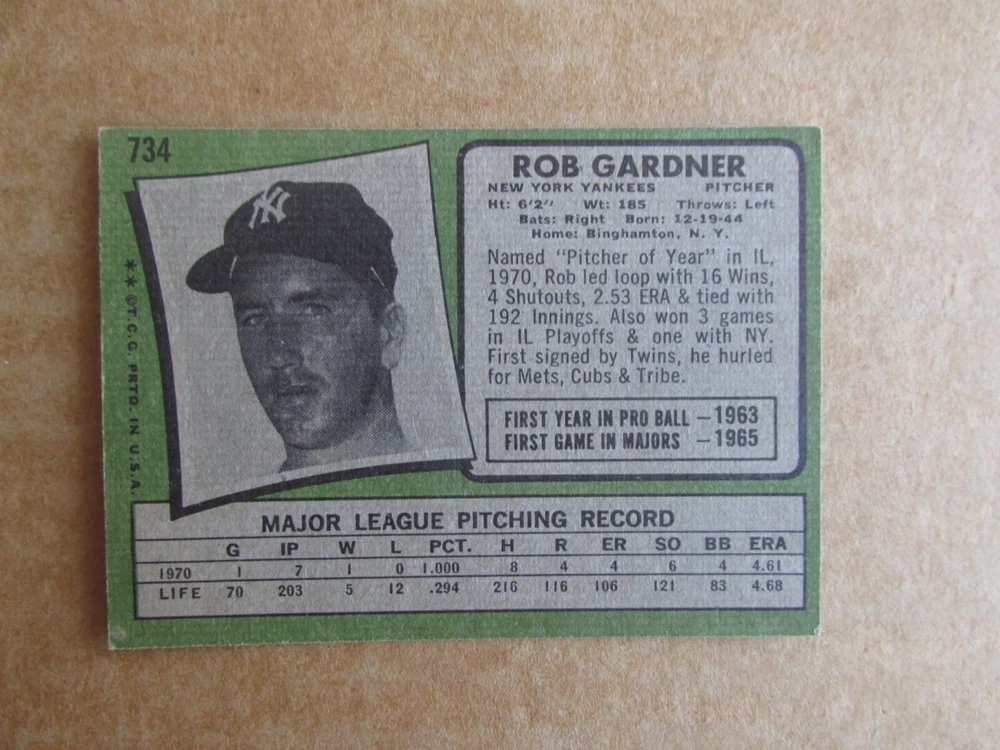 734
ROB GARDNER
NEW YORK YANKEES PITCHER
Ht: 6'2" Wt: 185 Throws: Left
Bats: Right Born: 12-19-44
Home: Binghamton, N. Y.
Named "Pitcher of Year" in IL,
1970, Rob led loop with 16 Wins,
4 Shutouts, 2.53 ERA & tied with
192 Innings. Also won 3 games
in IL Playoffs & one with NY.
First signed by Twins, he hurled
for Mets, Cubs & Tribe.
FIRST YEAR IN PRO BALL — 1963
FIRST GAME IN MAJORS — 1965
NY
**©T.C.G. PRTD. IN U.S.A.
MAJOR LEAGUE PITCHING RECORD
G IP W L PCT. H R ER SO BB ERA
1970 1 7 1 0 1.000 8 4 4 6 4 4.61
LIFE 70 203 5 12 .294 216 116 106 121 83 4.68